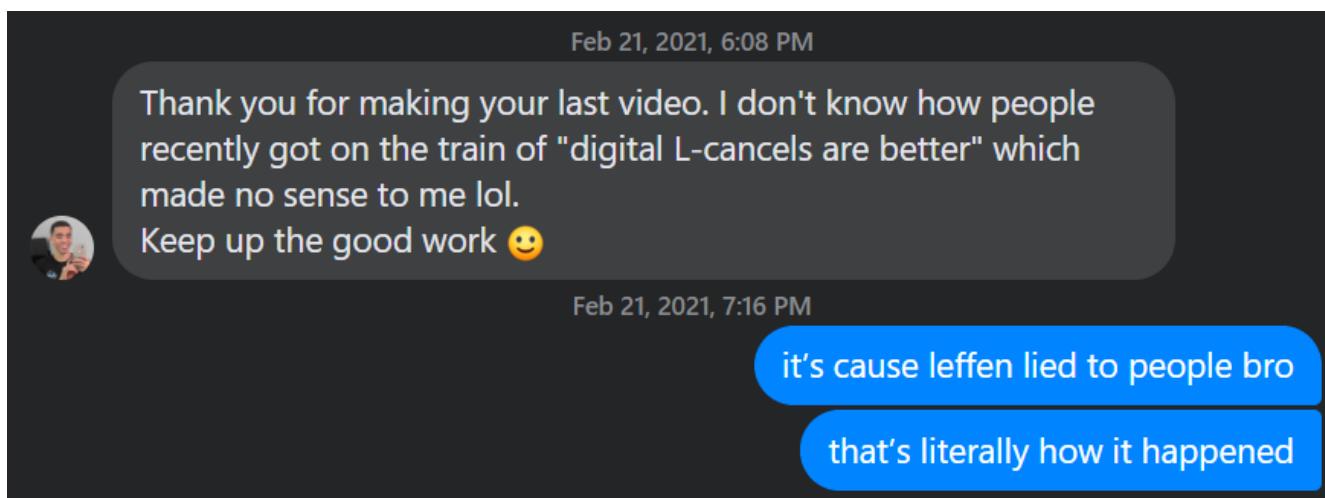 Feb 21, 2021, 6:08 PM
Thank you for making your last video. I don't know how people
recently got on the train of "digital L-cancels are better" which
made no sense to me lol.
Keep up the good work 🙂
Feb 21, 2021, 7:16 PM
it’s cause leffen lied to people bro
that’s literally how it happened